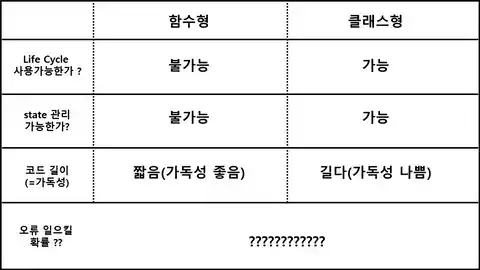 함수형 클래스형
Life Cycle
사용가능한가 ?
불가능 가능
state 관리
가능한가?
불가능 가능
코드 길이
(=가독성)
짧음(가독성 좋음) 길다(가독성 나쁨)
오류 일으킬
확률 ??
????????????